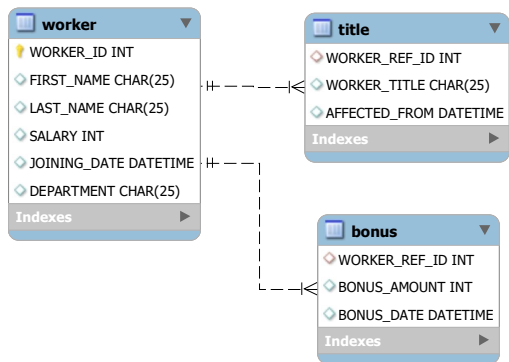 worker
WORKER_ID INT
FIRST_NAME CHAR(25)
LAST_NAME CHAR(25)
SALARY INT
JOINING_DATE DATETIME
DEPARTMENT CHAR(25)
Indexes
title
WORKER_REF_ID INT
WORKER_TITLE CHAR(25)
AFFECTED_FROM DATETIME
Indexes
bonus
WORKER_REF_ID INT
BONUS_AMOUNT INT
BONUS_DATE DATETIME
Indexes